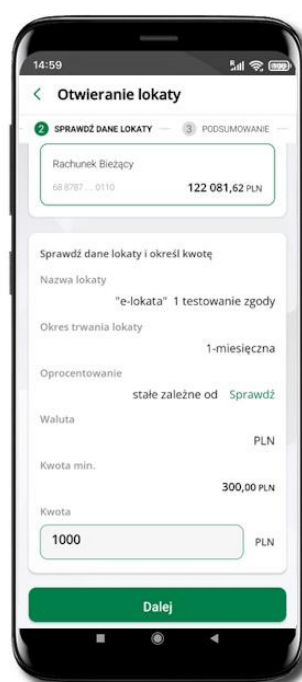 14:59
Otwieranie lokaty
2 SPRAWDŹ DANE LOKATY 3 PODSUMOWANIE
Rachunek Bieżący
68 8787 ... 0110 122 081,62 PLN
Sprawdź dane lokaty i określ kwotę
Nazwa lokaty
"e-lokata" 1 testowanie zgody
Okres trwania lokaty
1-miesięczna
Oprocentowanie
stałe zależne od Sprawdź
Waluta
PLN
Kwota min.
300,00 PLN
Kwota
1000 PLN
Dalej